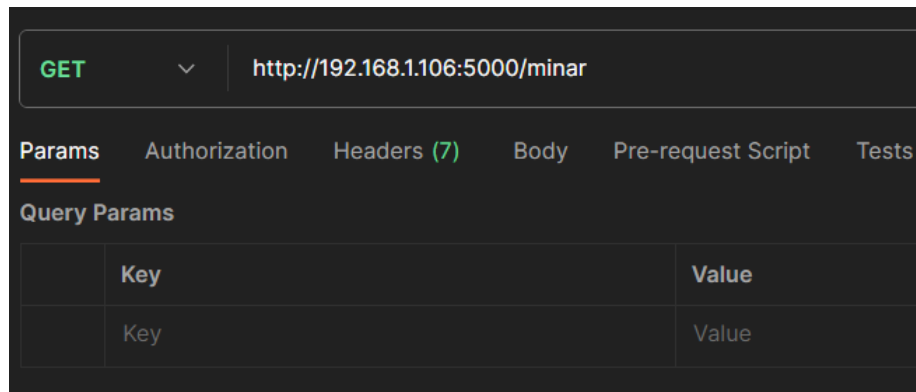 GET http://192.168.1.106:5000/minar
Params Authorization Headers (7) Body Pre-request Script Tests
Query Params
Key Value
Key Value